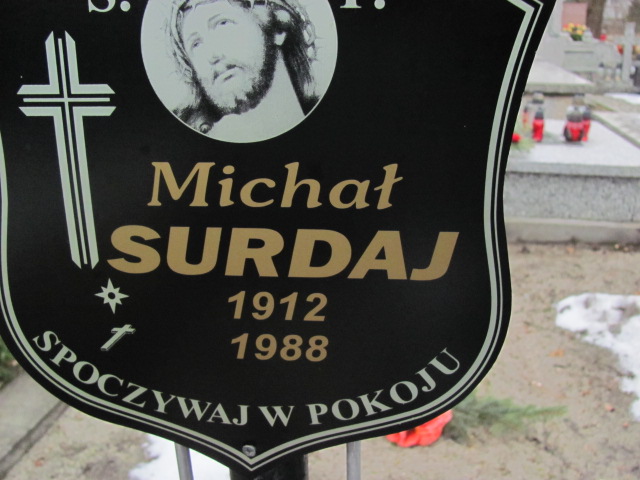 Ś. P.
Michał
SURDAJ
1912
1988
SPOCZYWAJ W POKOJU